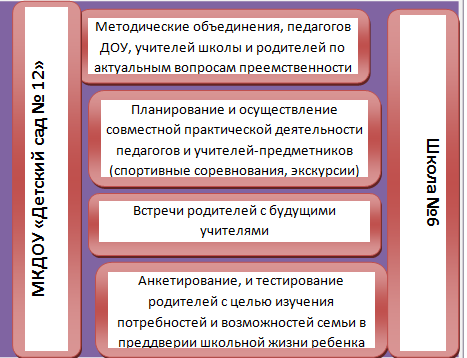 МКДОУ «Детский сад № 12»
Методические объединения, педагогов
ДОУ, учителей школы и родителей по
актуальным вопросам преемственности
Планирование и осуществление
совместной практической деятельности
педагогов и учителей-предметников
(спортивные соревнования, экскурсии)
Встречи родителей с будущими
учителями
Анкетирование, и тестирование
родителей с целью изучения
потребностей и возможностей семьи в
преддверии школьной жизни ребенка
Школа №6